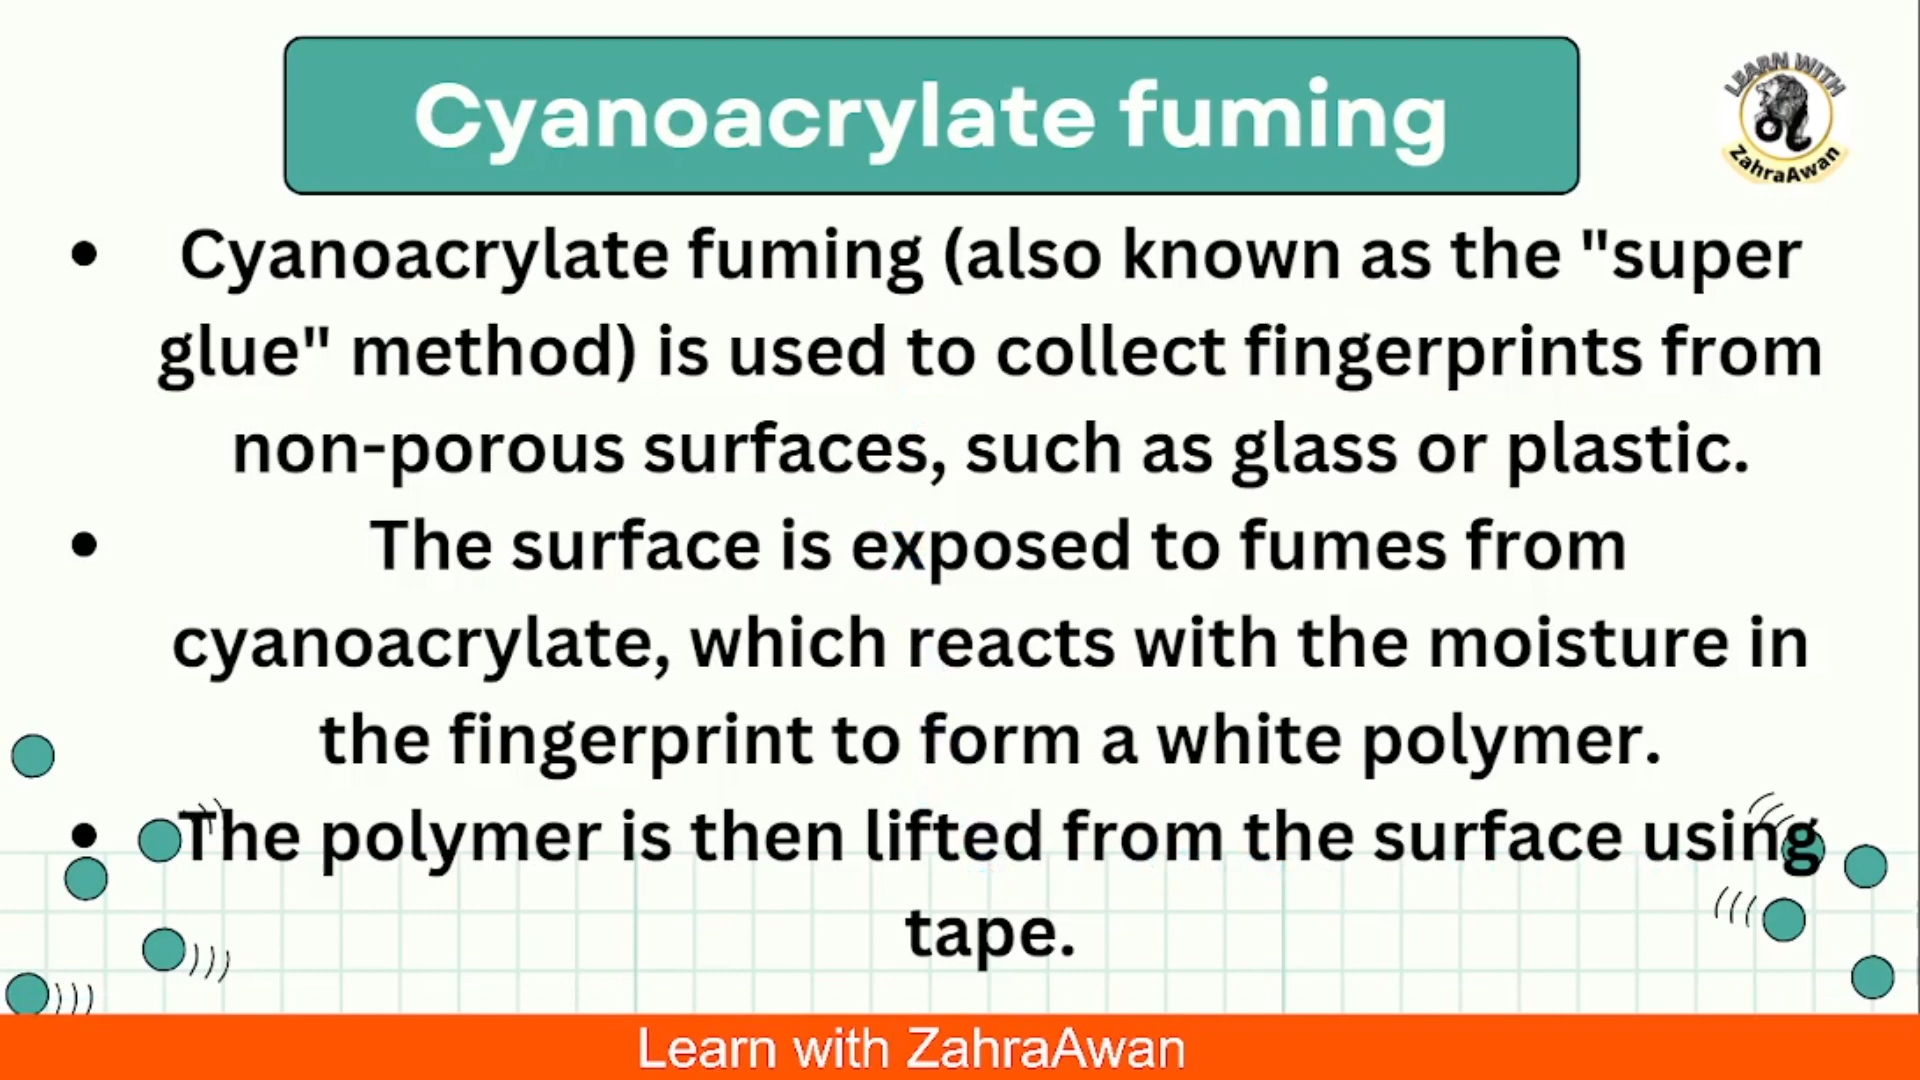 Cyanoacrylate fuming
LEARN WITH
ZahraAwan
• Cyanoacrylate fuming (also known as the "super
glue" method) is used to collect fingerprints from
non-porous surfaces, such as glass or plastic.
• The surface is exposed to fumes from
cyanoacrylate, which reacts with the moisture in
the fingerprint to form a white polymer.
• The polymer is then lifted from the surface using
tape.
Learn with ZahraAwan